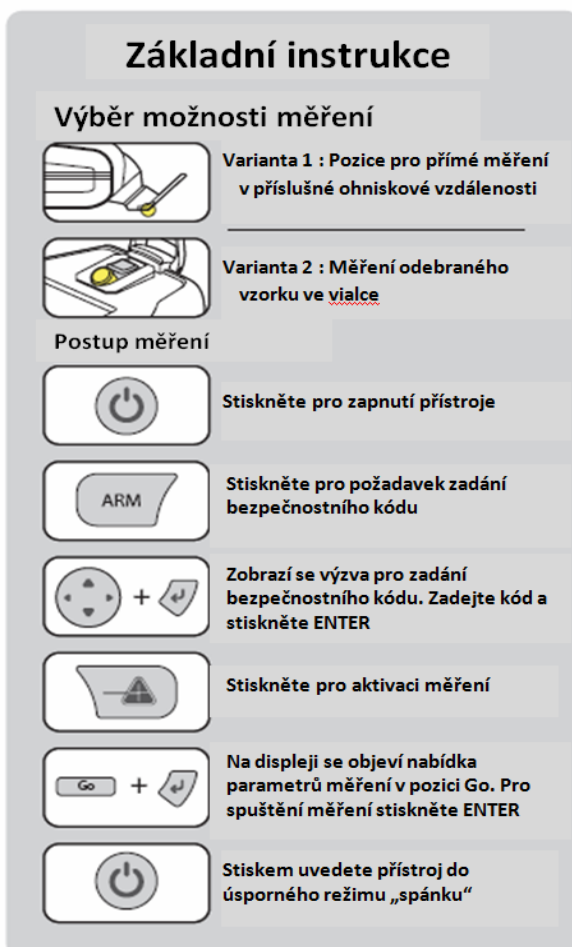 Základní instrukce
Výběr možnosti měření
Varianta 1 : Pozice pro přímé měření
v příslušné ohniskové vzdálenosti
Varianta 2 : Měření odebraného
vzorku ve vialce
Postup měření
Stiskněte pro zapnutí přístroje
ARM
Stiskněte pro požadavek zadání
bezpečnostního kódu
Zobrazí se výzva pro zadání
bezpečnostního kódu. Zadejte kód a
stiskněte ENTER
Stiskněte pro aktivaci měření
Go
Na displeji se objeví nabídka
parametrů měření v pozici Go. Pro
spuštění měření stiskněte ENTER
Stiskem uvedete přístroj do
úsporného režimu „spánku“